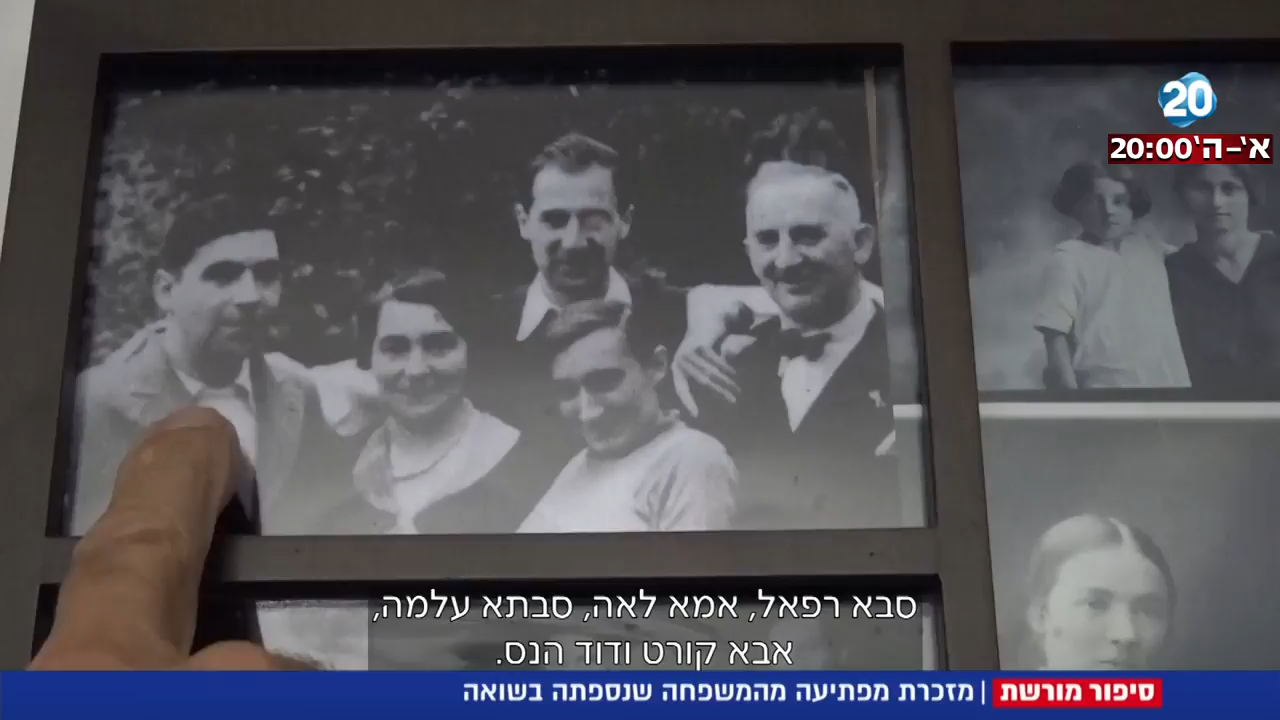 20
א'-ה' 20:00
סבא רפאל, אמא לאה, סבתא עלמה,
אבא קורט ודוד הנס.
סיפור מורשת | מזכרת מפתיעה מהמשפחה שנספתה בשואה